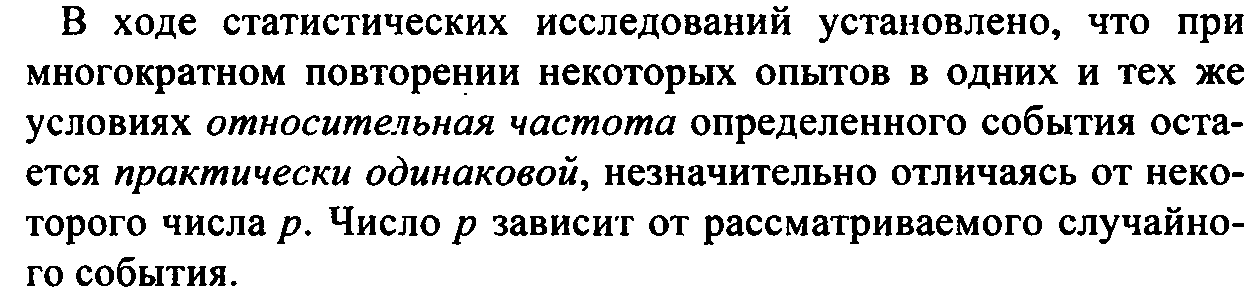 В ходе статистических исследований установлено, что при
многократном повторении некоторых опытов в одних и тех же
условиях относительная частота определенного события оста-
ется практически одинаковой, незначительно отличаясь от неко-
торого числа p. Число p зависит от рассматриваемого случайно-
го события.